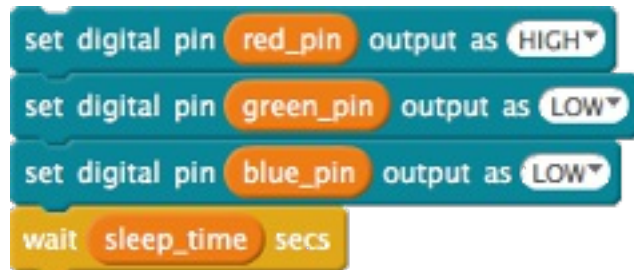 set digital pin red_pin output as HIGH
set digital pin green_pin output as LOW
set digital pin blue_pin output as LOW
wait sleep_time secs